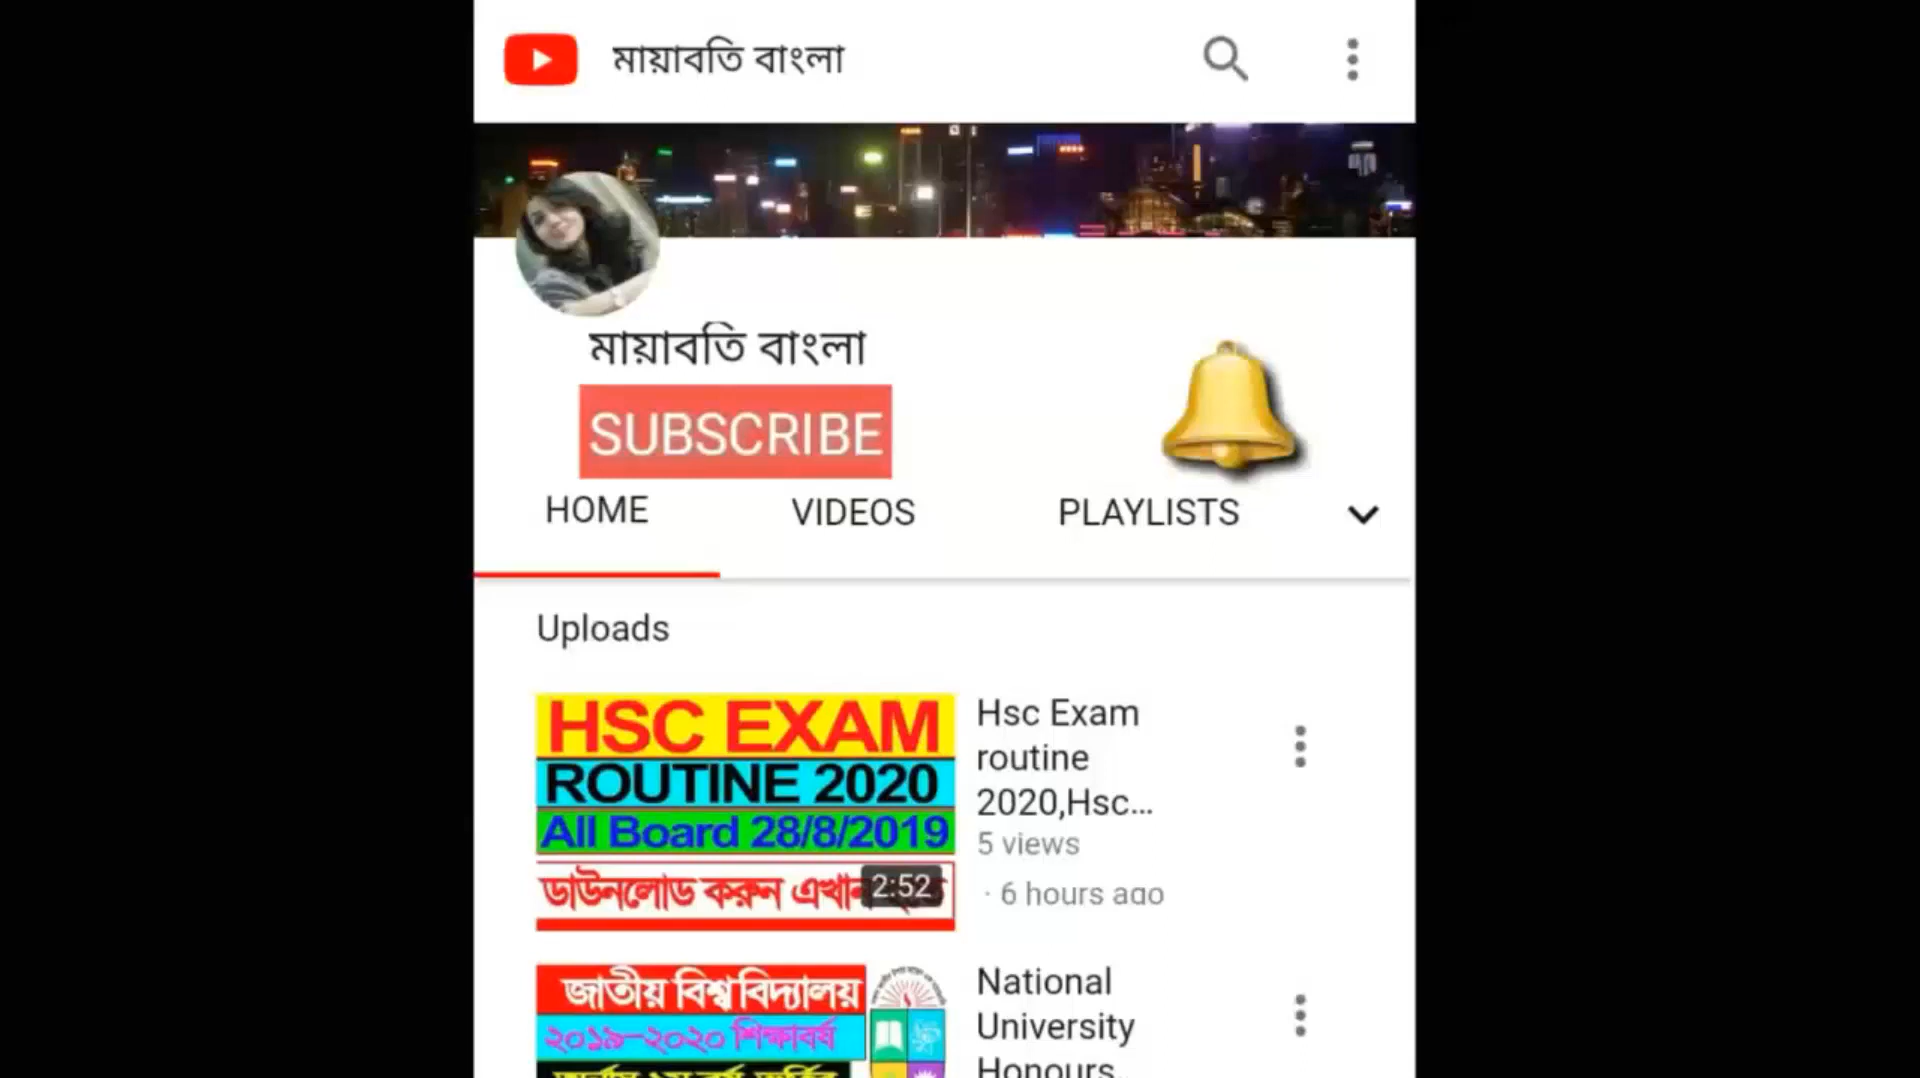 মায়াবতি বাংলা
মায়াবতি বাংলা
SUBSCRIBE
HOME
VIDEOS
PLAYLISTS
Uploads
HSC EXAM
ROUTINE 2020
All Board 28/8/2019
ডাউনলোড করুন
2:52
Hsc Exam
routine
2020,Hsc...
5 views
· 6 hours ago
জাতীয় বিশ্ববিদ্যালয়
২০১৯-২০২০ শিক্ষাবর্ষ
National
University
Honours..